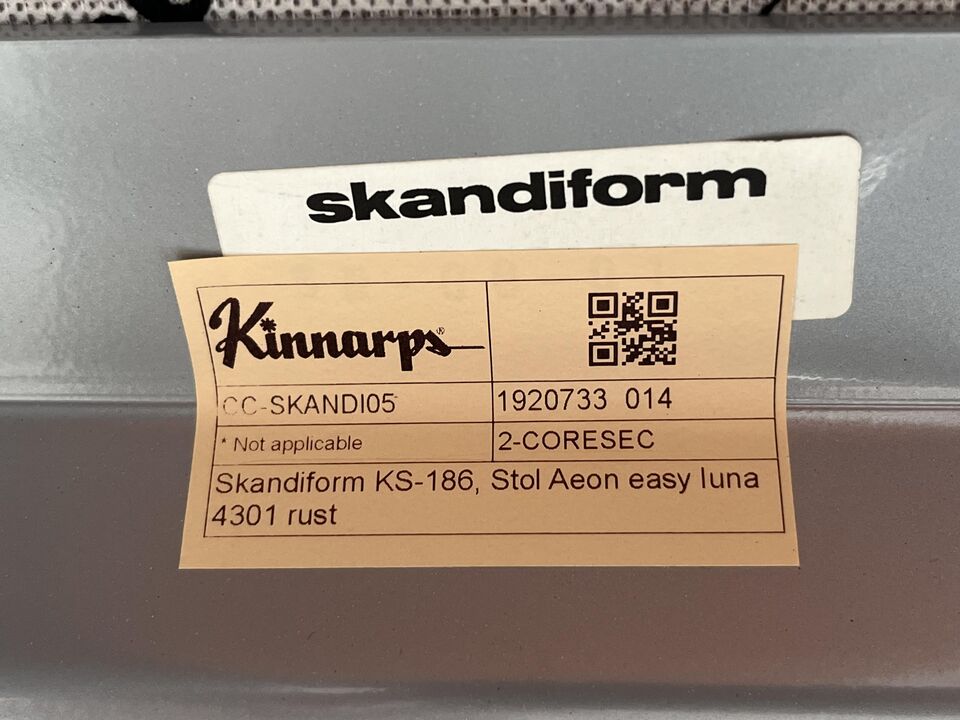 skandiform
Kinnarps®
CC-SKANDI05
1920733 014
* Not applicable
2-CORESEC
Skandiform KS-186, Stol Aeon easy luna
4301 rust